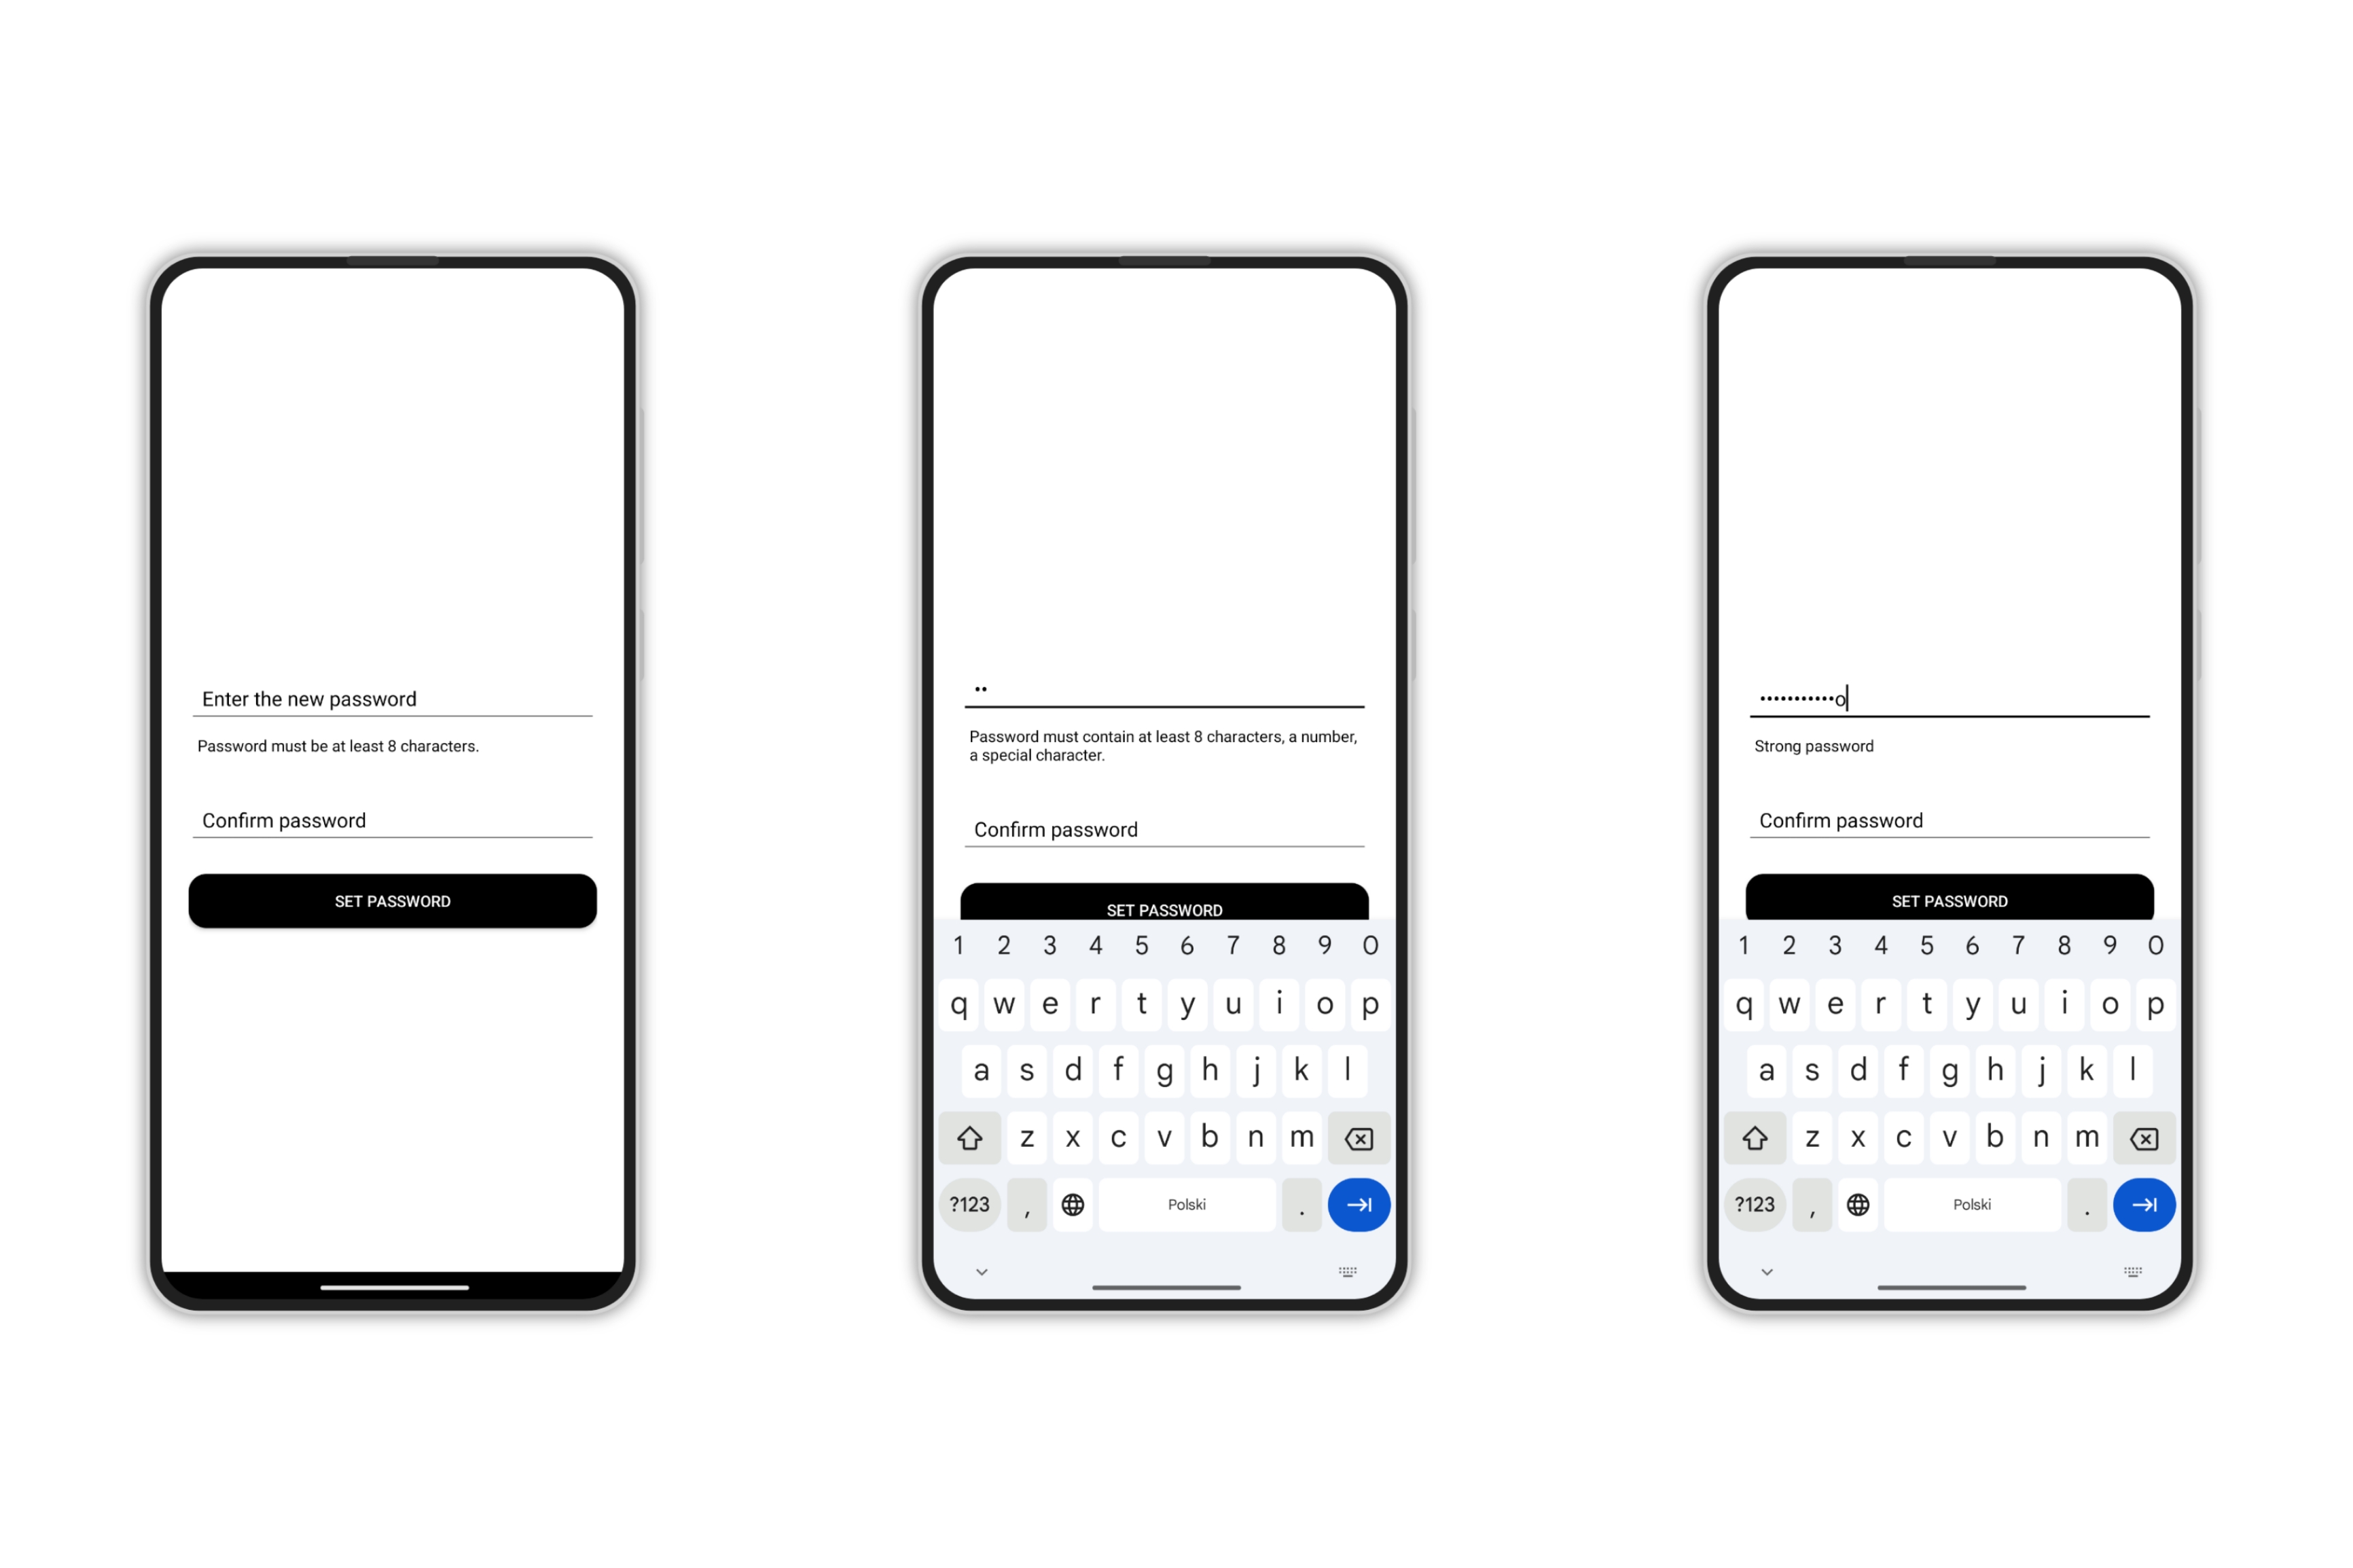 Enter the new password
Password must be at least 8 characters.
Confirm password
SET PASSWORD
••
Password must contain at least 8 characters, a number,
a special character.
Confirm password
SET PASSWORD
1 2 3 4 5 6 7 8 9 0
q w e r t y u i o p
a s d f g h j k l
z x c v b n m
?123 , Polski .
•••••••••••o
Strong password
Confirm password
SET PASSWORD
1 2 3 4 5 6 7 8 9 0
q w e r t y u i o p
a s d f g h j k l
z x c v b n m
?123 , Polski .